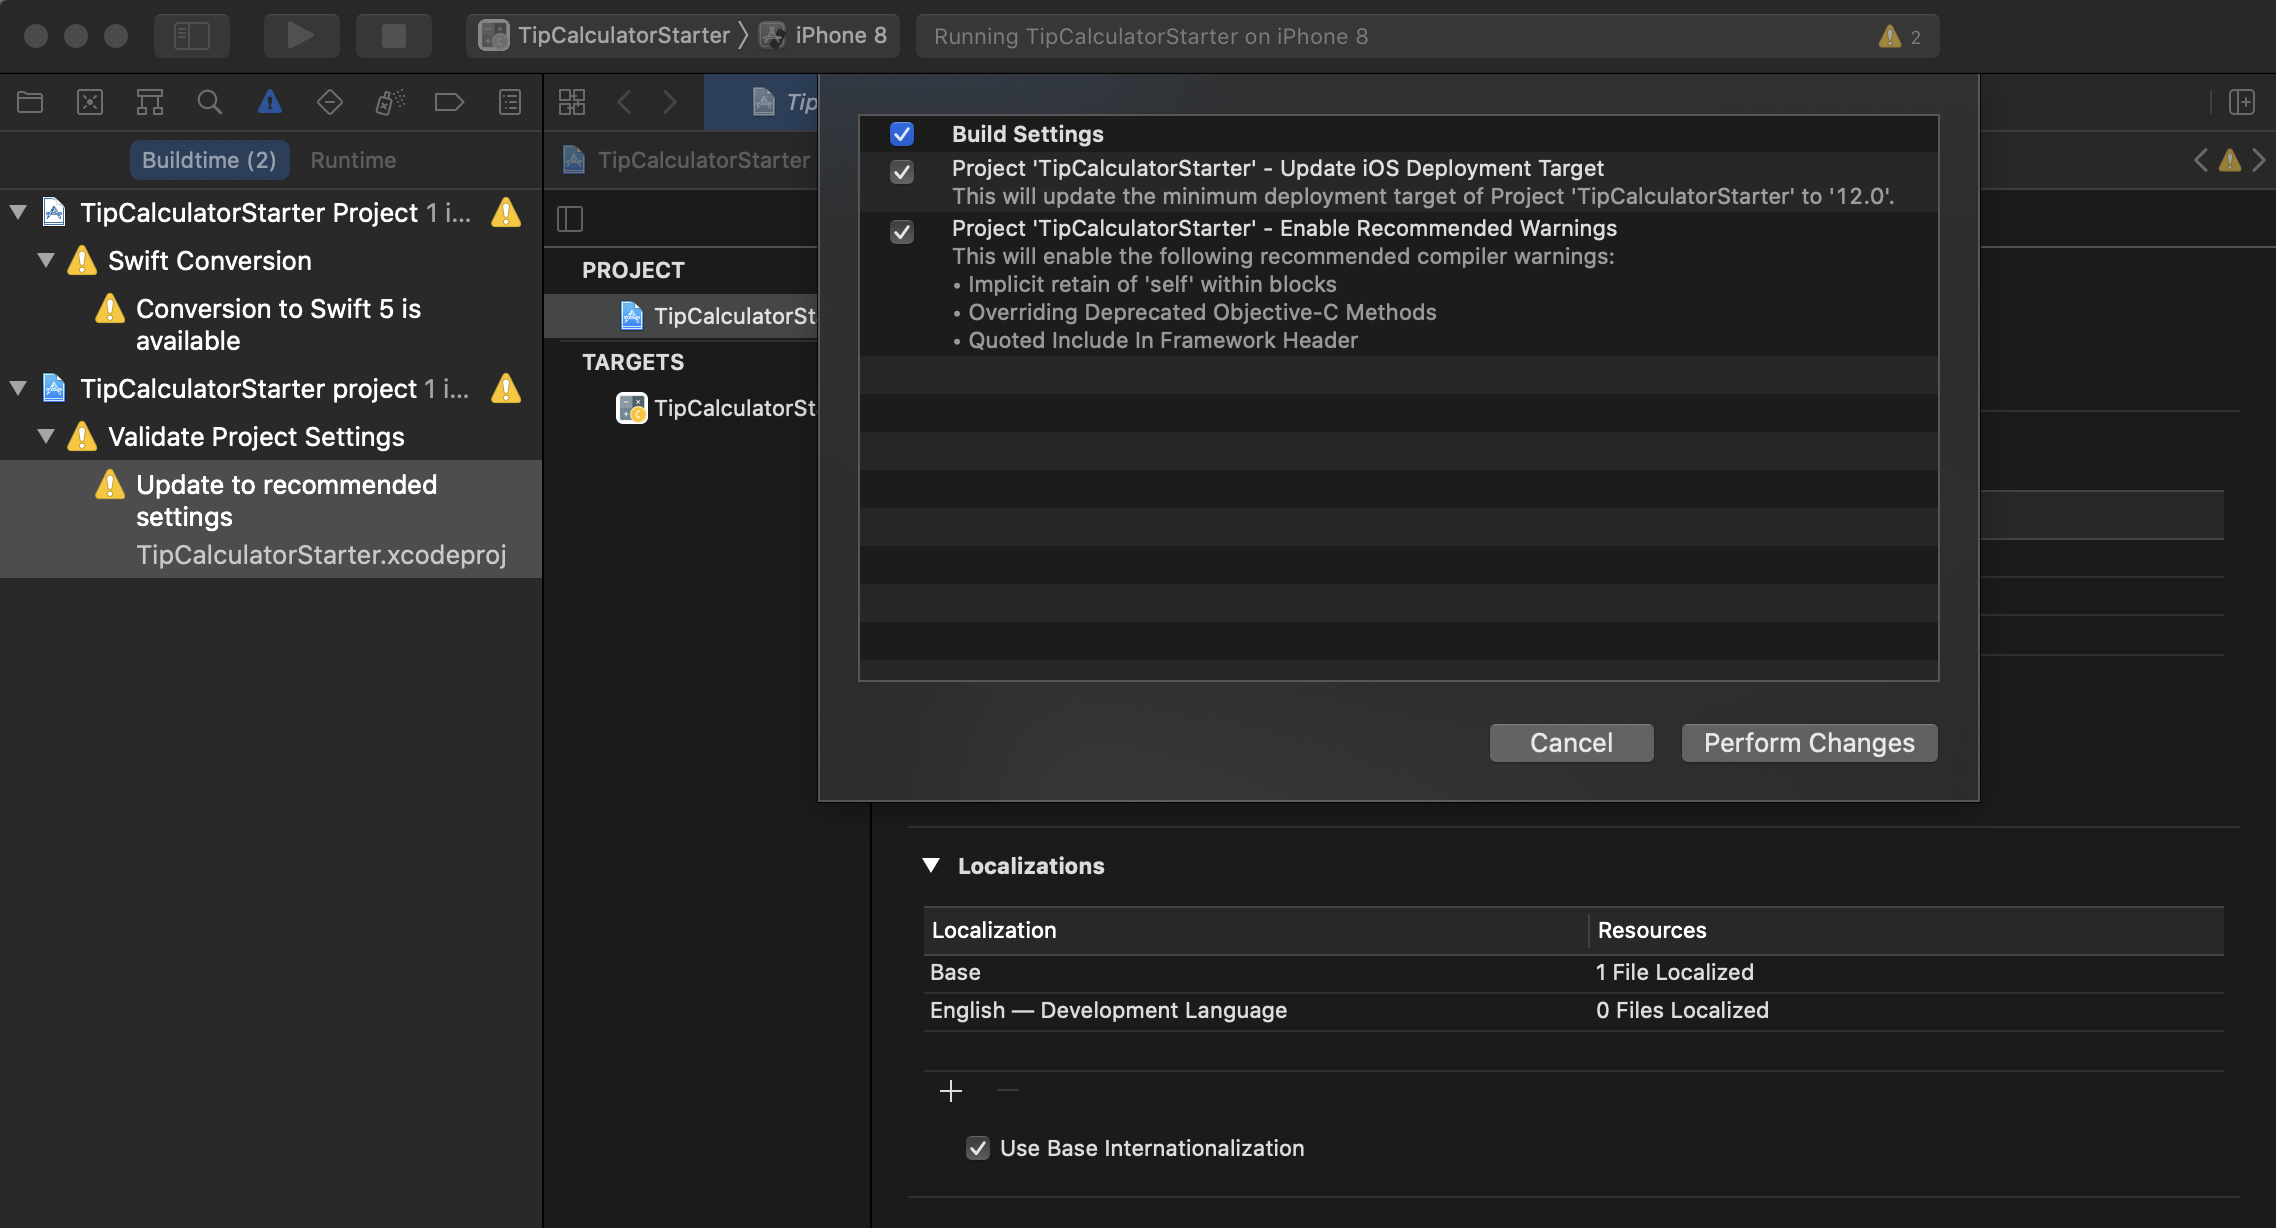 TipCalculatorStarter 〉 iPhone 8
Running TipCalculatorStarter on iPhone 8
2
Tip
Buildtime (2) Runtime
TipCalculatorStarter
TipCalculatorStarter Project 1 i...
Swift Conversion
Conversion to Swift 5 is
available
TipCalculatorStarter project 1 i...
Validate Project Settings
Update to recommended
settings
TipCalculatorStarter.xcodeproj
PROJECT
TipCalculatorSt
TARGETS
TipCalculatorSt
Build Settings
Project 'TipCalculatorStarter' - Update iOS Deployment Target
This will update the minimum deployment target of Project 'TipCalculatorStarter' to '12.0'.
Project 'TipCalculatorStarter' - Enable Recommended Warnings
This will enable the following recommended compiler warnings:
• Implicit retain of 'self' within blocks
• Overriding Deprecated Objective-C Methods
• Quoted Include In Framework Header
Cancel Perform Changes
Localizations
Localization Resources
Base 1 File Localized
English — Development Language 0 Files Localized
Use Base Internationalization